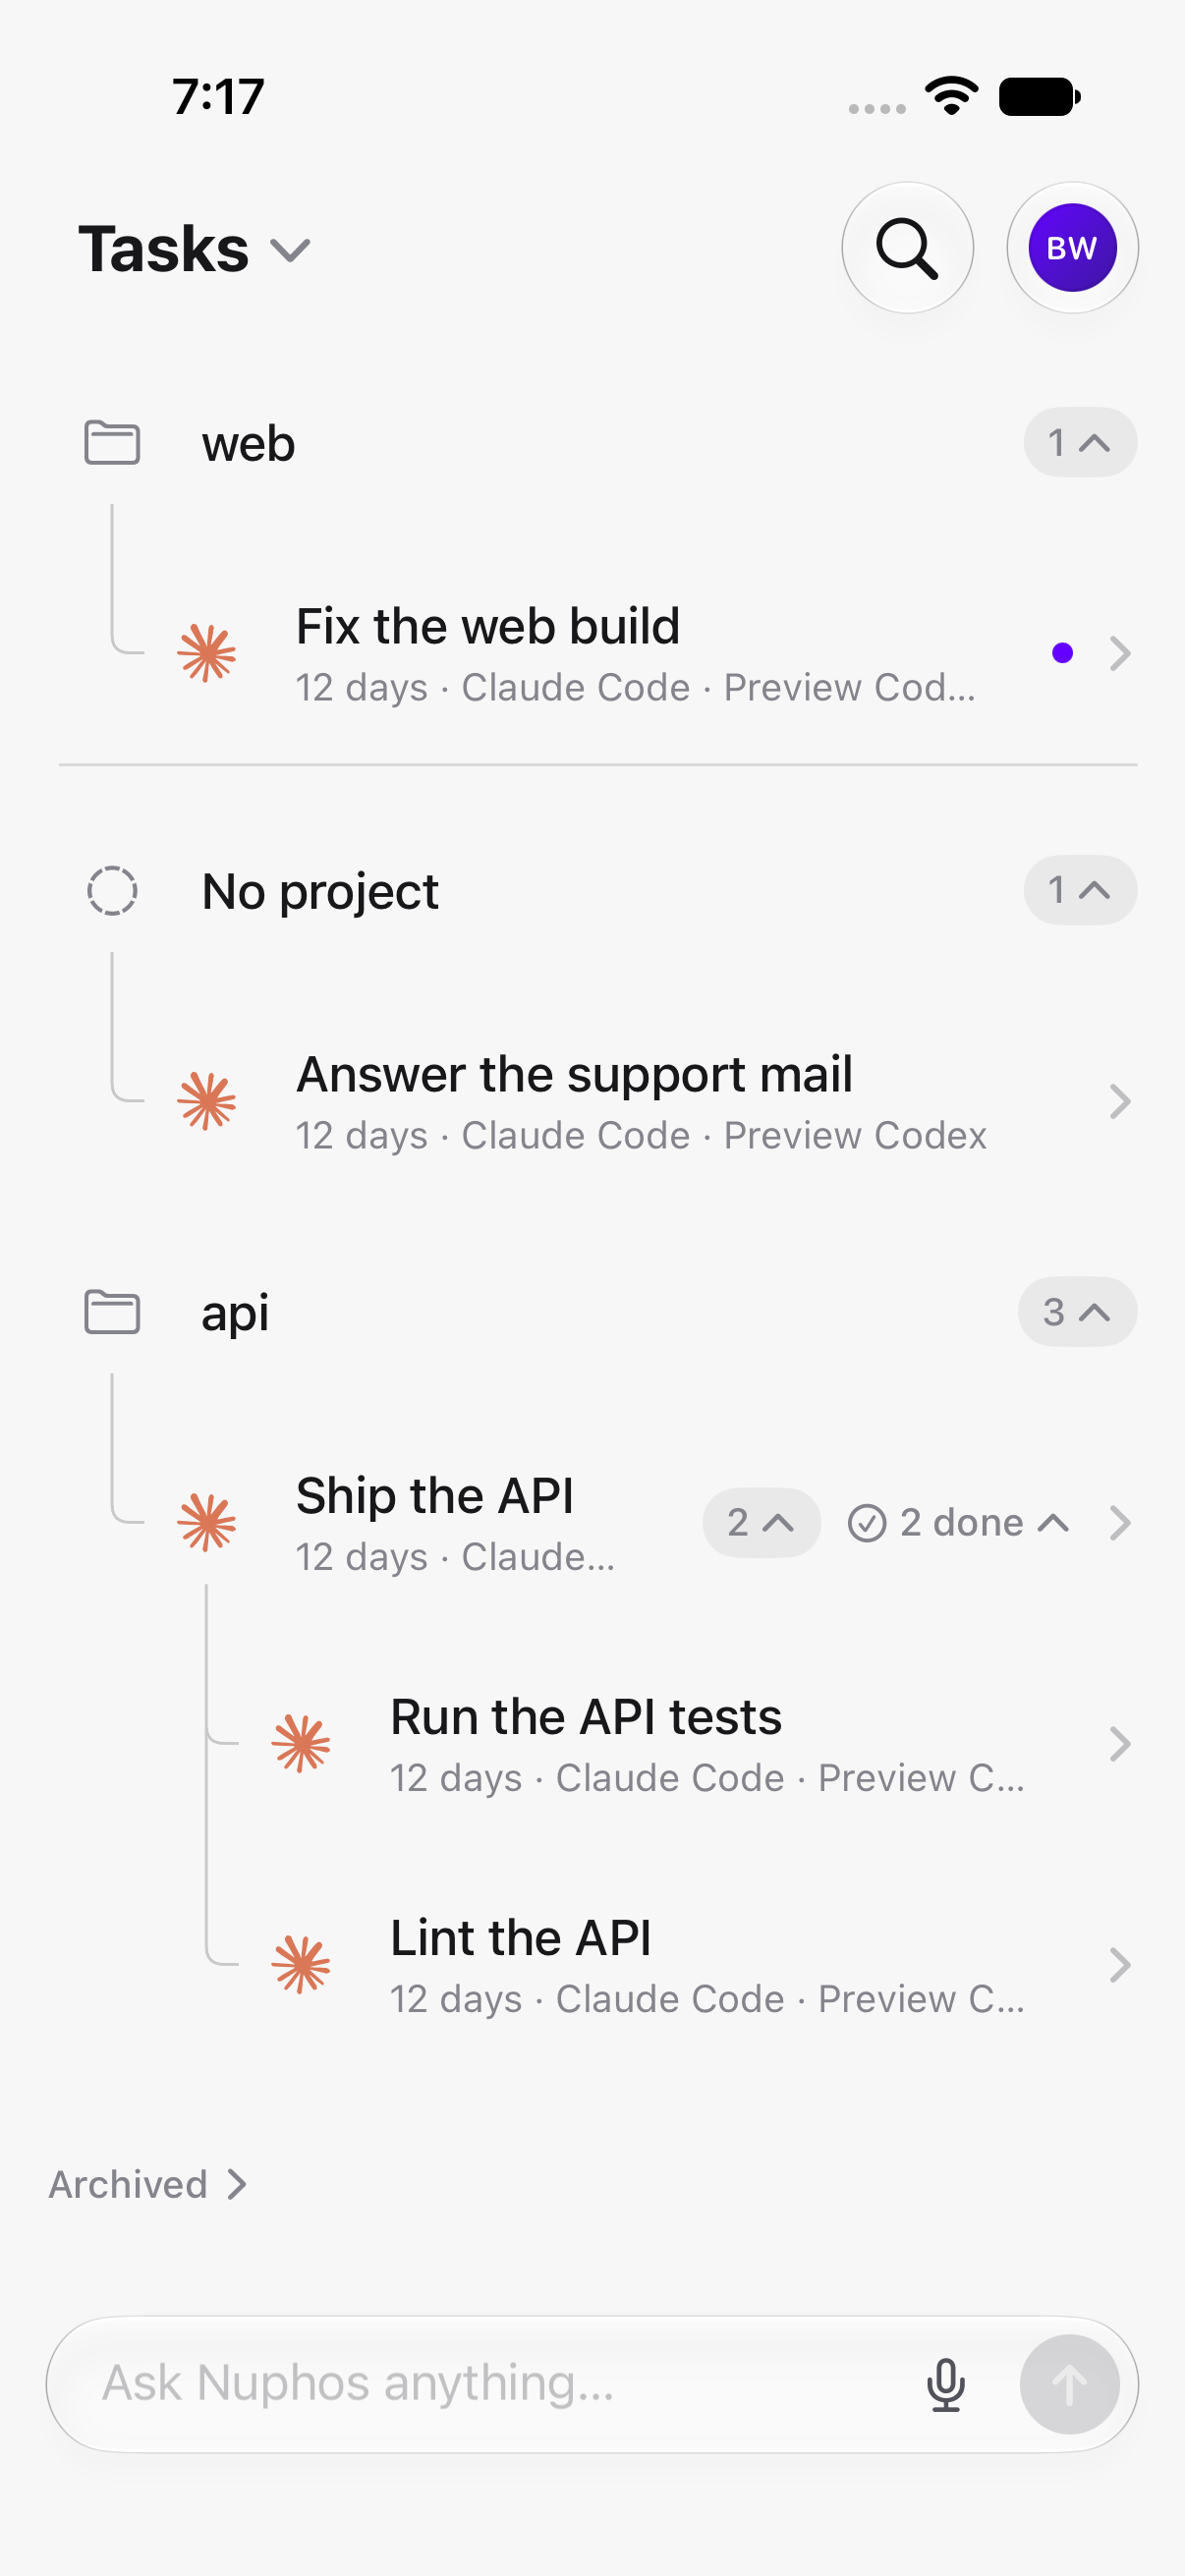 7:17
Tasks
BW
web
1
Fix the web build
12 days · Claude Code · Preview Cod...
No project
1
Answer the support mail
12 days · Claude Code · Preview Codex
api
3
Ship the API
2
2 done
12 days · Claude...
Run the API tests
12 days · Claude Code · Preview C...
Lint the API
12 days · Claude Code · Preview C...
Archived
Ask Nuphos anything...